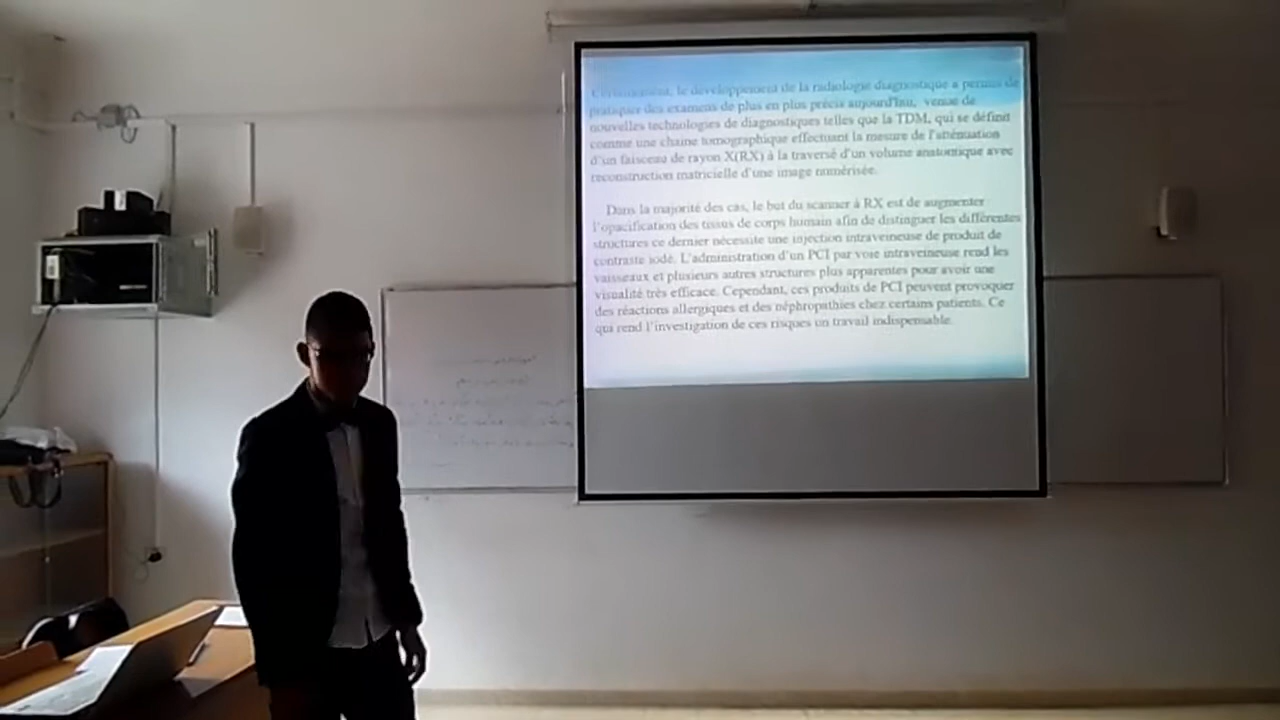 le développement de la radiologie diagnostique a permis de
pratiquer des examens de plus en plus précis aujourd'hui, venue de
nouvelles technologies de diagnostiques telles que la TDM, qui se définit
comme une chaine tomographique effectuant la mesure de l'atténuation
d'un faisceau de rayon X(RX) à la traversé d'un volume anatomique avec
reconstruction matricielle d'une image numérisée.
Dans la majorité des cas, le but du scanner à RX est de augmenter
l'opacification des tissus de corps humain afin de distinguer les différentes
structures ce dernier nécessite une injection intraveineuse de produit de
contraste iodé. L'administration d'un PCI par voie intraveineuse rend les
vaisseaux et plusieurs autres structures plus apparentes pour avoir une
visualité très efficace. Cependant, ces produits de PCI peuvent provoquer
des réactions allergiques et des néphropathies chez certains patients. Ce
qui rend l'investigation de ces risques un travail indispensable.